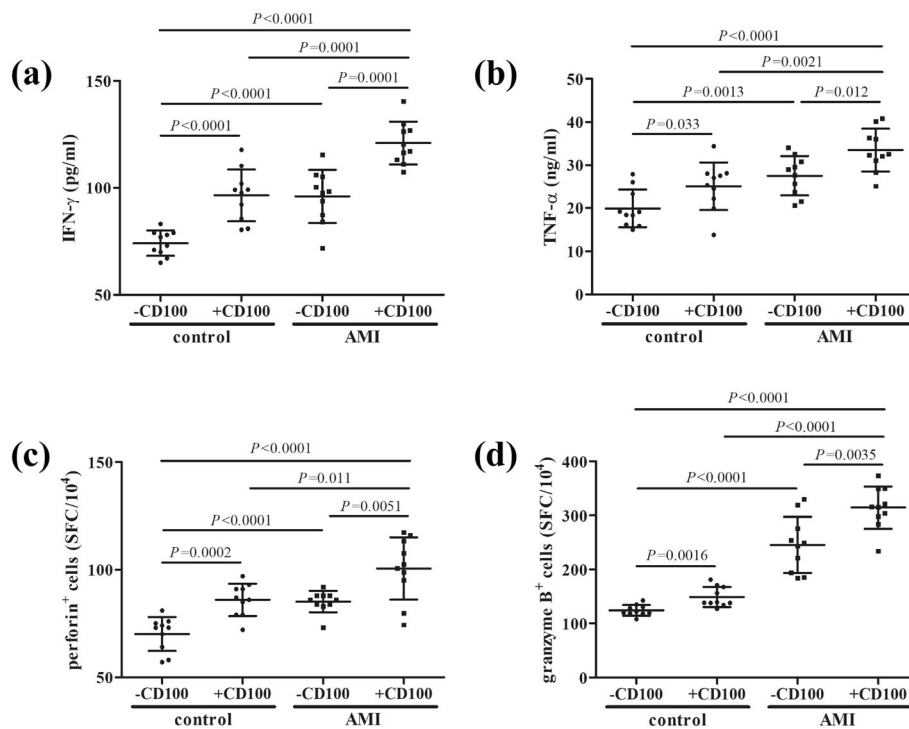 (a)
P<0.0001
P=0.0001
P=0.0001
P<0.0001
P<0.0001
IFN-γ (pg/ml)
150
100
50
-CD100 +CD100 -CD100 +CD100
control AMI
(b)
P<0.0001
P=0.0021
P=0.0013 P=0.012
P=0.033
TNF-α (ng/ml)
50
40
30
20
10
0
-CD100 +CD100 -CD100 +CD100
control AMI
(c)
P<0.0001
P=0.011
P=0.0051
P<0.0001
P=0.0002
perforin⁺ cells (SFC/10⁴)
150
100
50
-CD100 +CD100 -CD100 +CD100
control AMI
(d)
P<0.0001
P<0.0001
P=0.0035
P<0.0001
P=0.0016
granzyme B⁺ cells (SFC/10⁴)
400
300
200
100
0
-CD100 +CD100 -CD100 +CD100
control AMI